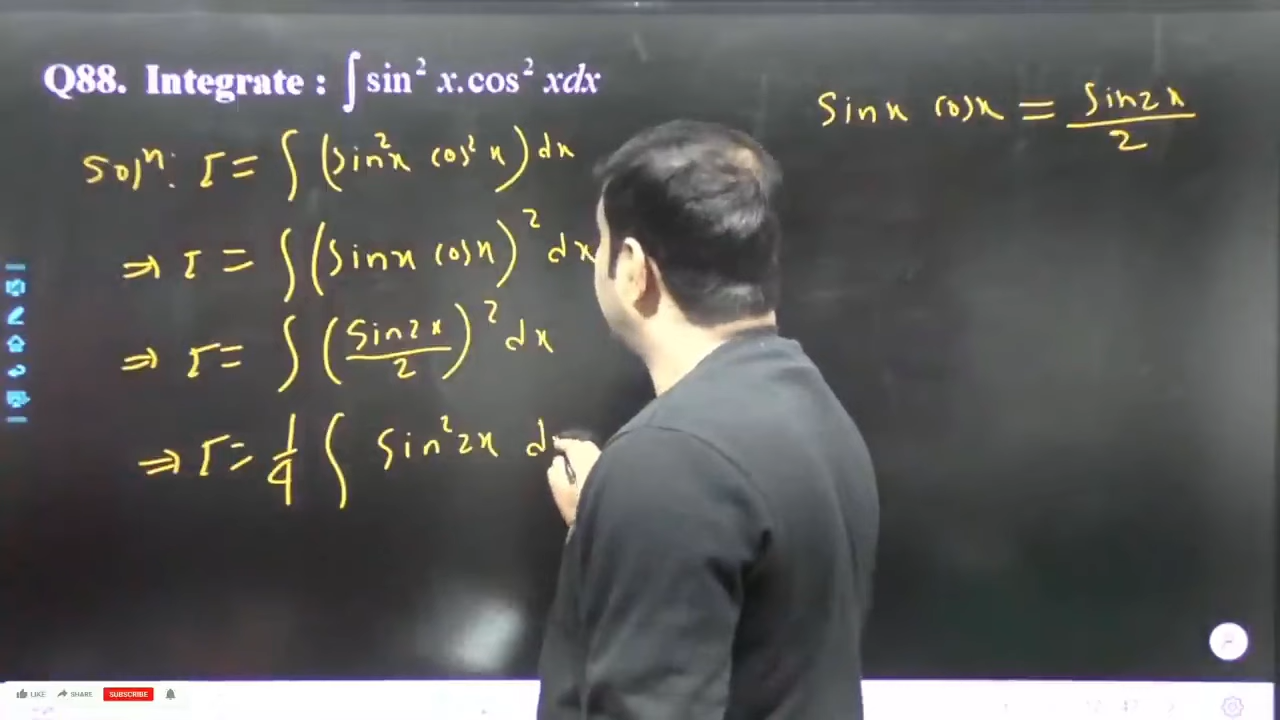 Q88. Integrate : ∫ sin² x.cos² xdx
sinx cosx = sin2x/2
Solⁿ: I = ∫ (sin²x cos²x) dx
⇒ I = ∫ (sinx cosx)² dx
⇒ I = ∫ (sin2x/2)² dx
⇒ I = 1/4 ∫ sin²2x d
LIKE SHARE SUBSCRIBE